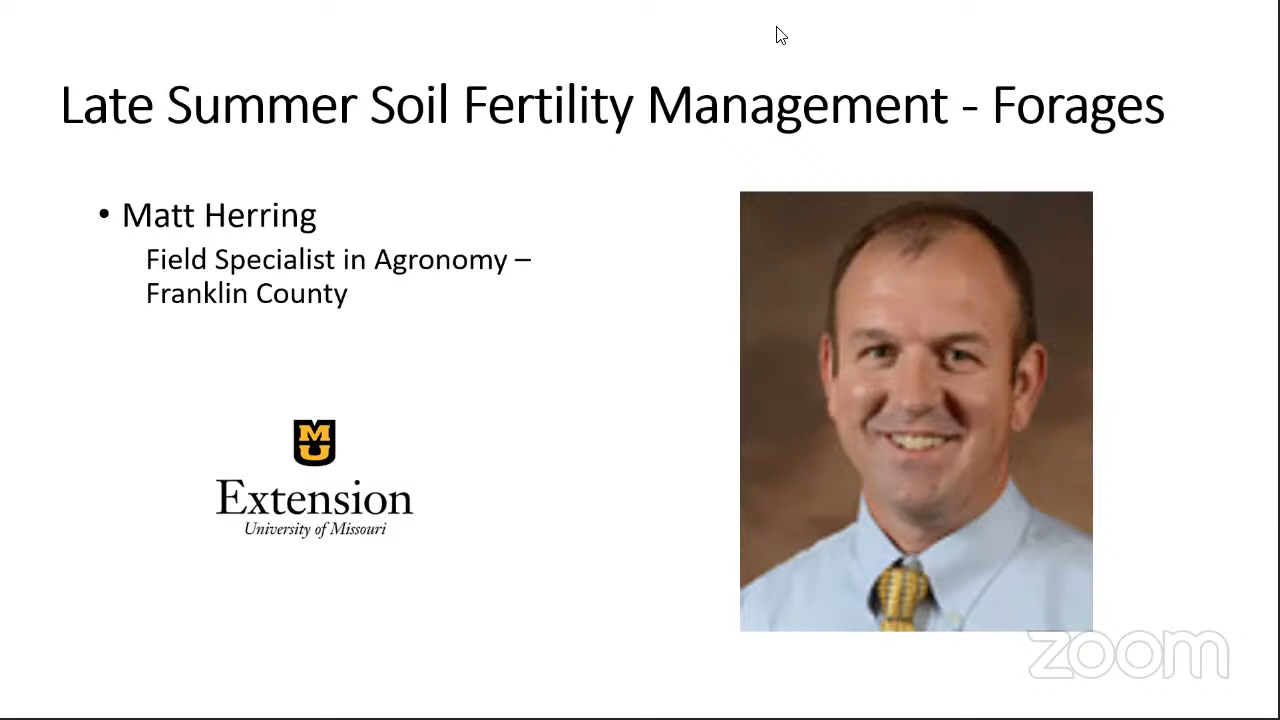 Late Summer Soil Fertility Management - Forages
• Matt Herring
Field Specialist in Agronomy –
Franklin County
MU
Extension
University of Missouri
zoom